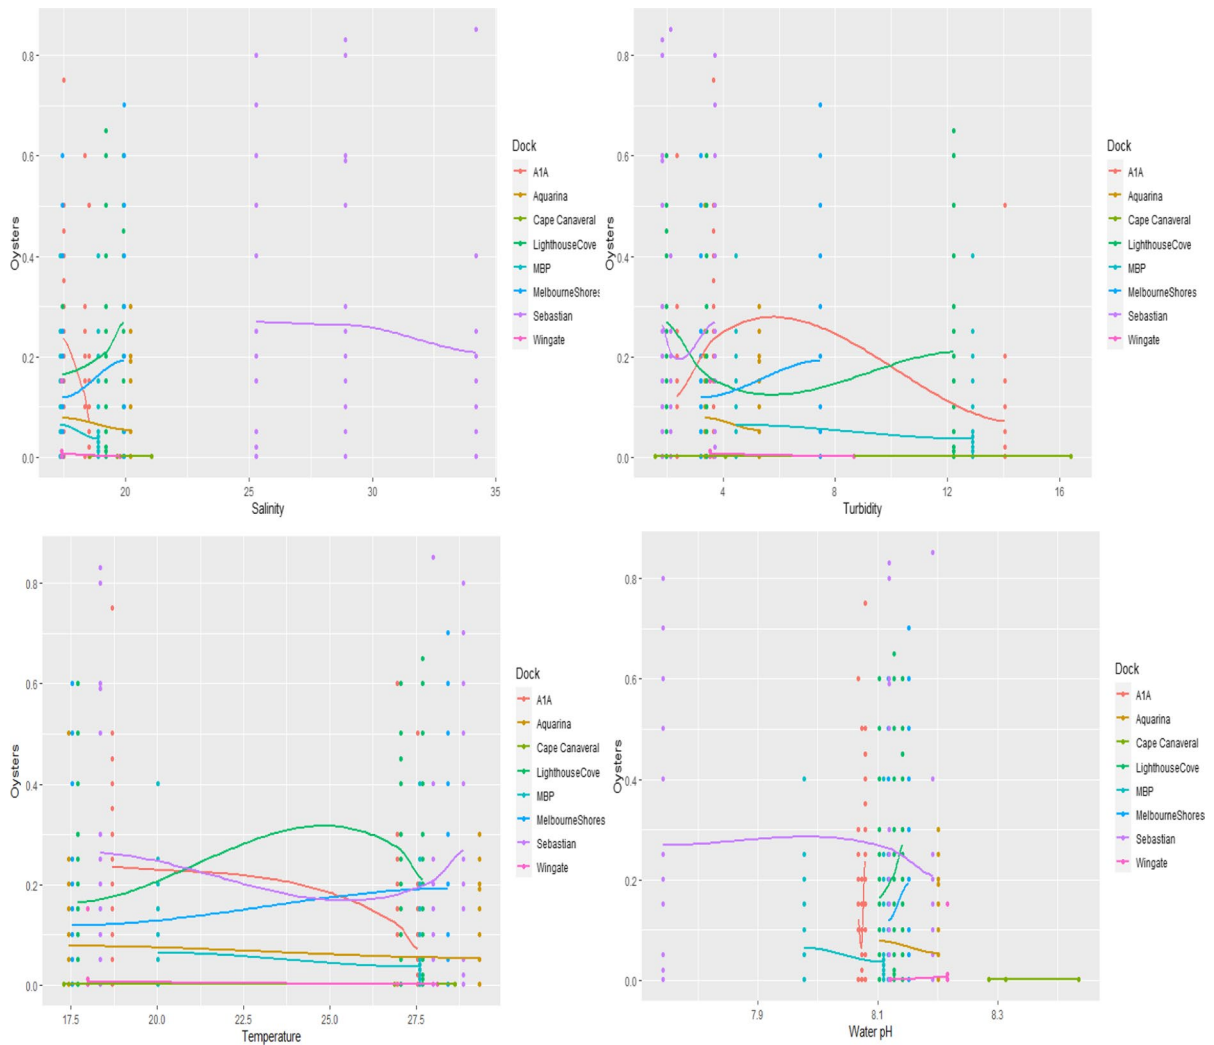 Oysters
0.8
0.6
0.4
0.2
0.0
20
25
30
35
Salinity
Dock
A1A
Aquarina
Cape Canaveral
LighthouseCove
MBP
MelbourneShores
Sebastian
Wingate
Oysters
0.8
0.6
0.4
0.2
0.0
4
8
12
16
Turbidity
Dock
A1A
Aquarina
Cape Canaveral
LighthouseCove
MBP
MelbourneShores
Sebastian
Wingate
Oysters
0.8
0.6
0.4
0.2
0.0
17.5
20.0
22.5
25.0
27.5
Temperature
Dock
A1A
Aquarina
Cape Canaveral
LighthouseCove
MBP
MelbourneShores
Sebastian
Wingate
Oysters
0.8
0.6
0.4
0.2
0.0
7.9
8.1
8.3
Water pH
Dock
A1A
Aquarina
Cape Canaveral
LighthouseCove
MBP
MelbourneShores
Sebastian
Wingate